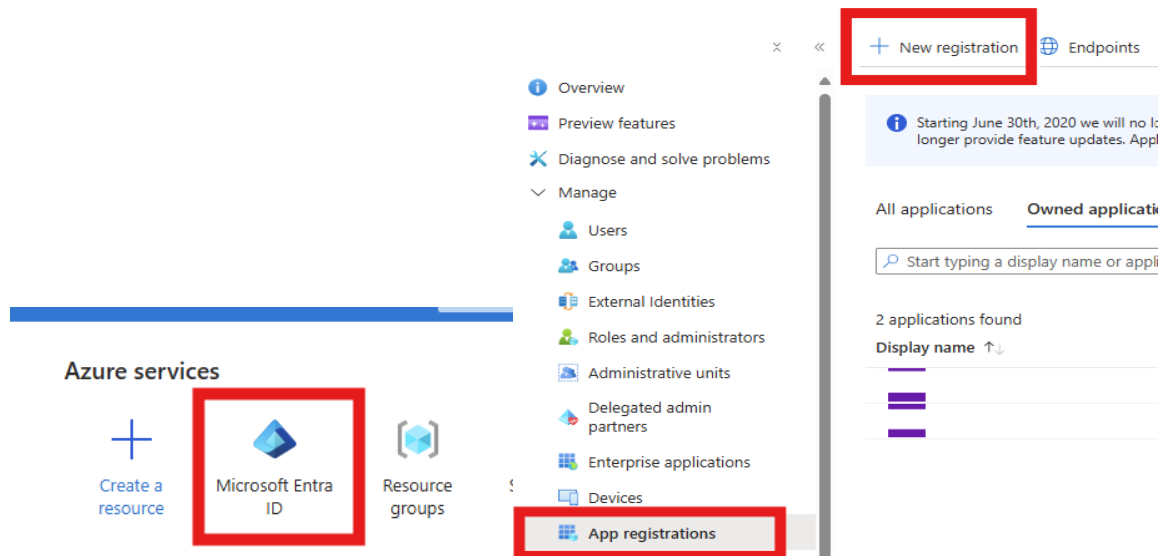 Azure services
Create a
resource
Microsoft Entra
ID
Resource
groups
Overview
Preview features
Diagnose and solve problems
Manage
Users
Groups
External Identities
Roles and administrators
Administrative units
Delegated admin
partners
Enterprise applications
Devices
App registrations
New registration
Endpoints
Starting June 30th, 2020 we will no
longer provide feature updates.
All applications
Owned
Start typing a display name or
2 applications found
Display name